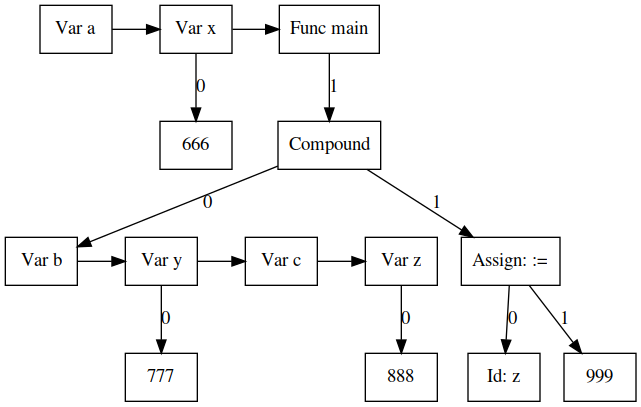 Var a
Var x
Func main
0
1
666
Compound
0
1
Var b
Var y
Var c
Var z
Assign: :=
0
0
0
1
777
888
Id: z
999